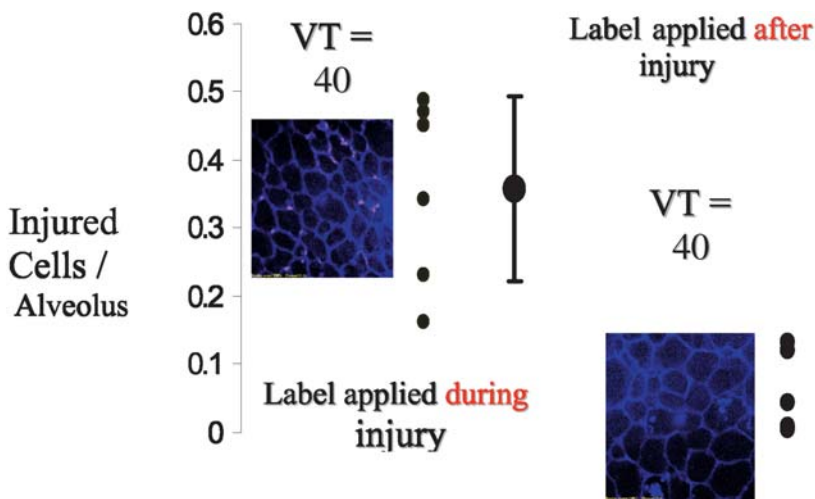 0.6
0.5
0.4
0.3
0.2
0.1
0
Injured
Cells /
Alveolus
VT =
40
Label applied during
injury
Label applied after
injury
VT =
40